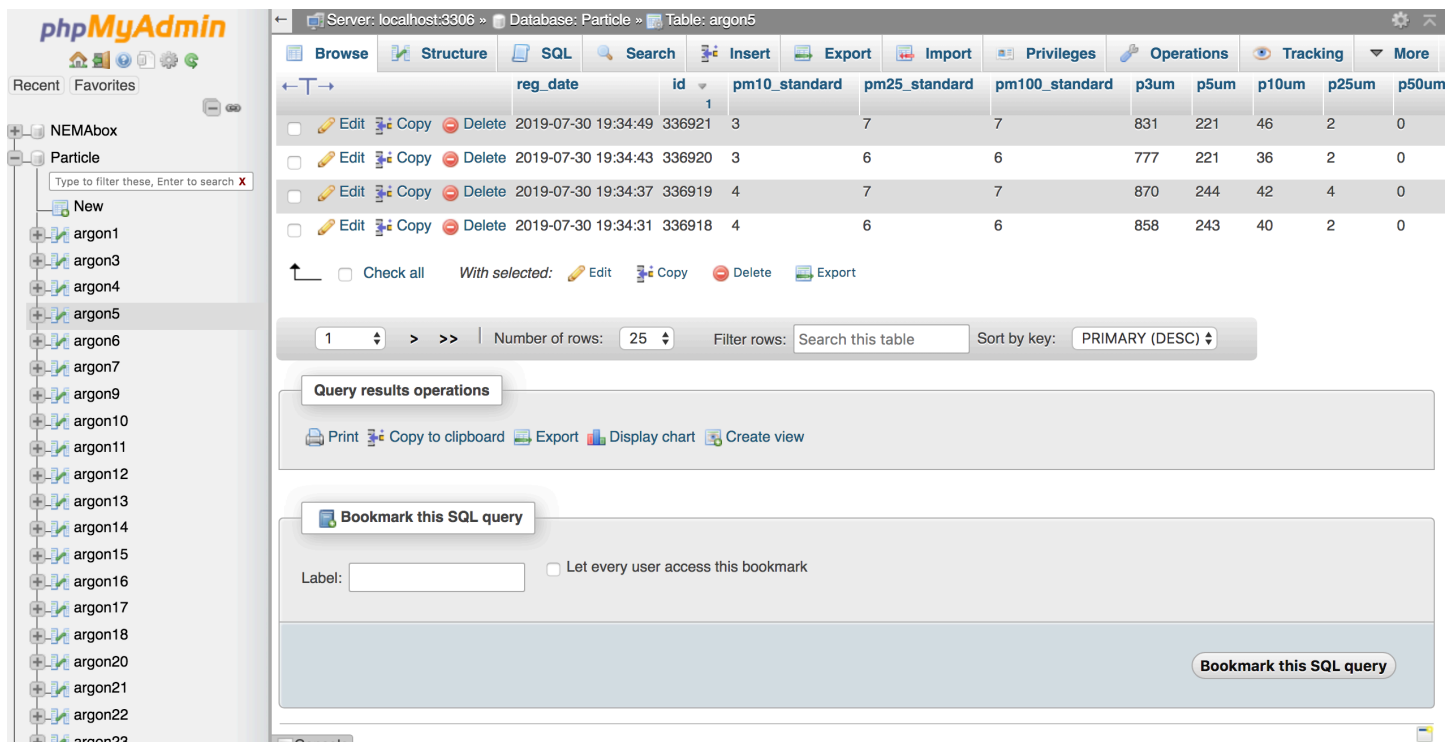 phpMyAdmin
Recent Favorites
NEMAbox
Particle
Type to filter these, Enter to search X
New
argon1
argon3
argon4
argon5
argon6
argon7
argon9
argon10
argon11
argon12
argon13
argon14
argon15
argon16
argon17
argon18
argon20
argon21
argon22
argon23
Server: localhost:3306 » Database: Particle » Table: argon5
Browse Structure SQL Search Insert Export Import Privileges Operations Tracking More
←T→ reg_date id 1 pm10_standard pm25_standard pm100_standard p3um p5um p10um p25um p50um
Edit Copy Delete 2019-07-30 19:34:49 336921 3 7 7 831 221 46 2 0
Edit Copy Delete 2019-07-30 19:34:43 336920 3 6 6 777 221 36 2 0
Edit Copy Delete 2019-07-30 19:34:37 336919 4 7 7 870 244 42 4 0
Edit Copy Delete 2019-07-30 19:34:31 336918 4 6 6 858 243 40 2 0
Check all With selected: Edit Copy Delete Export
1 > >> | Number of rows: 25 Filter rows: Search this table Sort by key: PRIMARY (DESC)
Query results operations
Print Copy to clipboard Export Display chart Create view
Bookmark this SQL query
Label: Let every user access this bookmark
Bookmark this SQL query